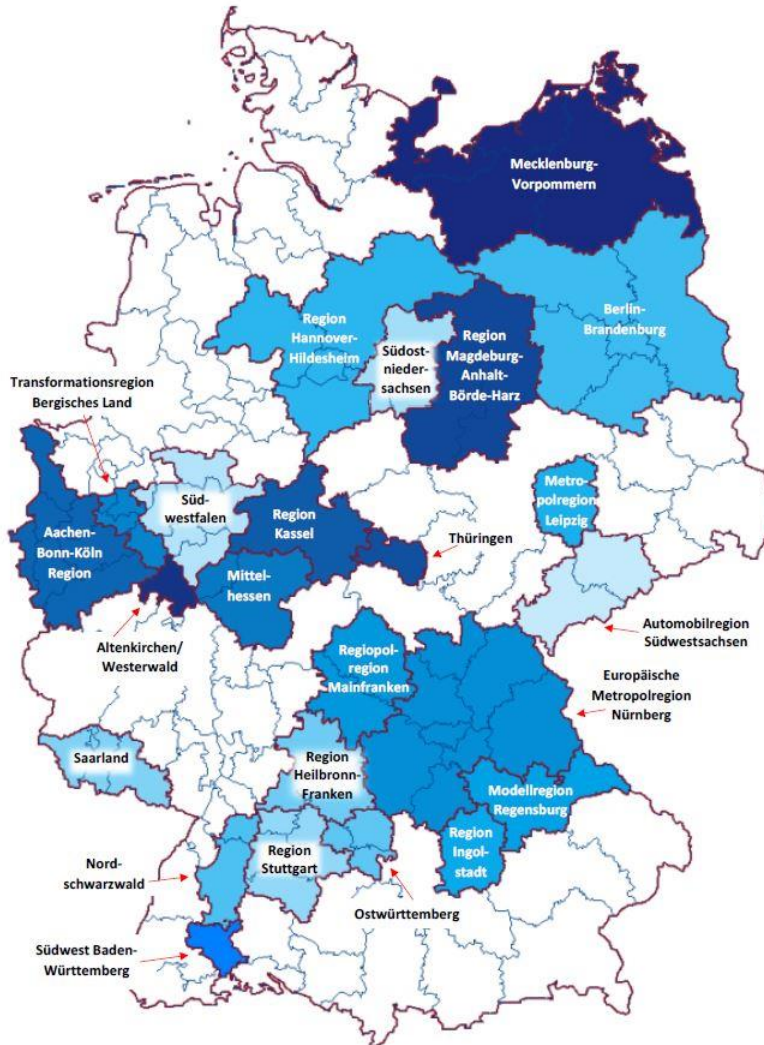 Mecklenburg-
Vorpommern
Region
Hannover-
Hildesheim
Südost-
nieder-
sachsen
Region
Magdeburg-
Anhalt-
Börde-Harz
Berlin-
Brandenburg
Transformationsregion
Bergisches Land
Süd-
westfalen
Aachen-
Bonn-Köln
Region
Region
Kassel
Mittel-
hessen
Thüringen
Metro-
polregion
Leipzig
Altenkirchen/
Westerwald
Automobilregion
Südwestsachsen
Regiopol-
region
Mainfranken
Europäische
Metropolregion
Nürnberg
Saarland
Region
Heilbronn-
Franken
Modellregion
Regensburg
Region
Ingol-
stadt
Nord-
schwarzwald
Region
Stuttgart
Ostwürttemberg
Südwest Baden-
Württemberg